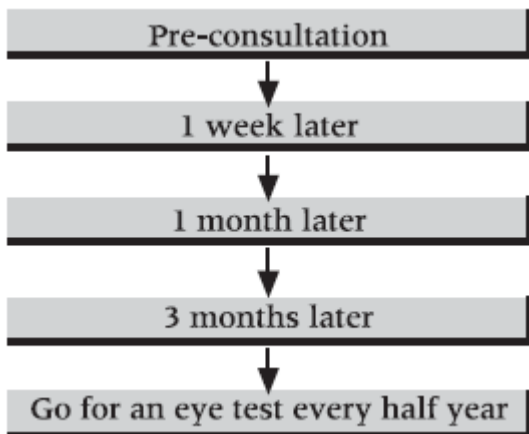 Pre-consultation
1 week later
1 month later
3 months later
Go for an eye test every half year